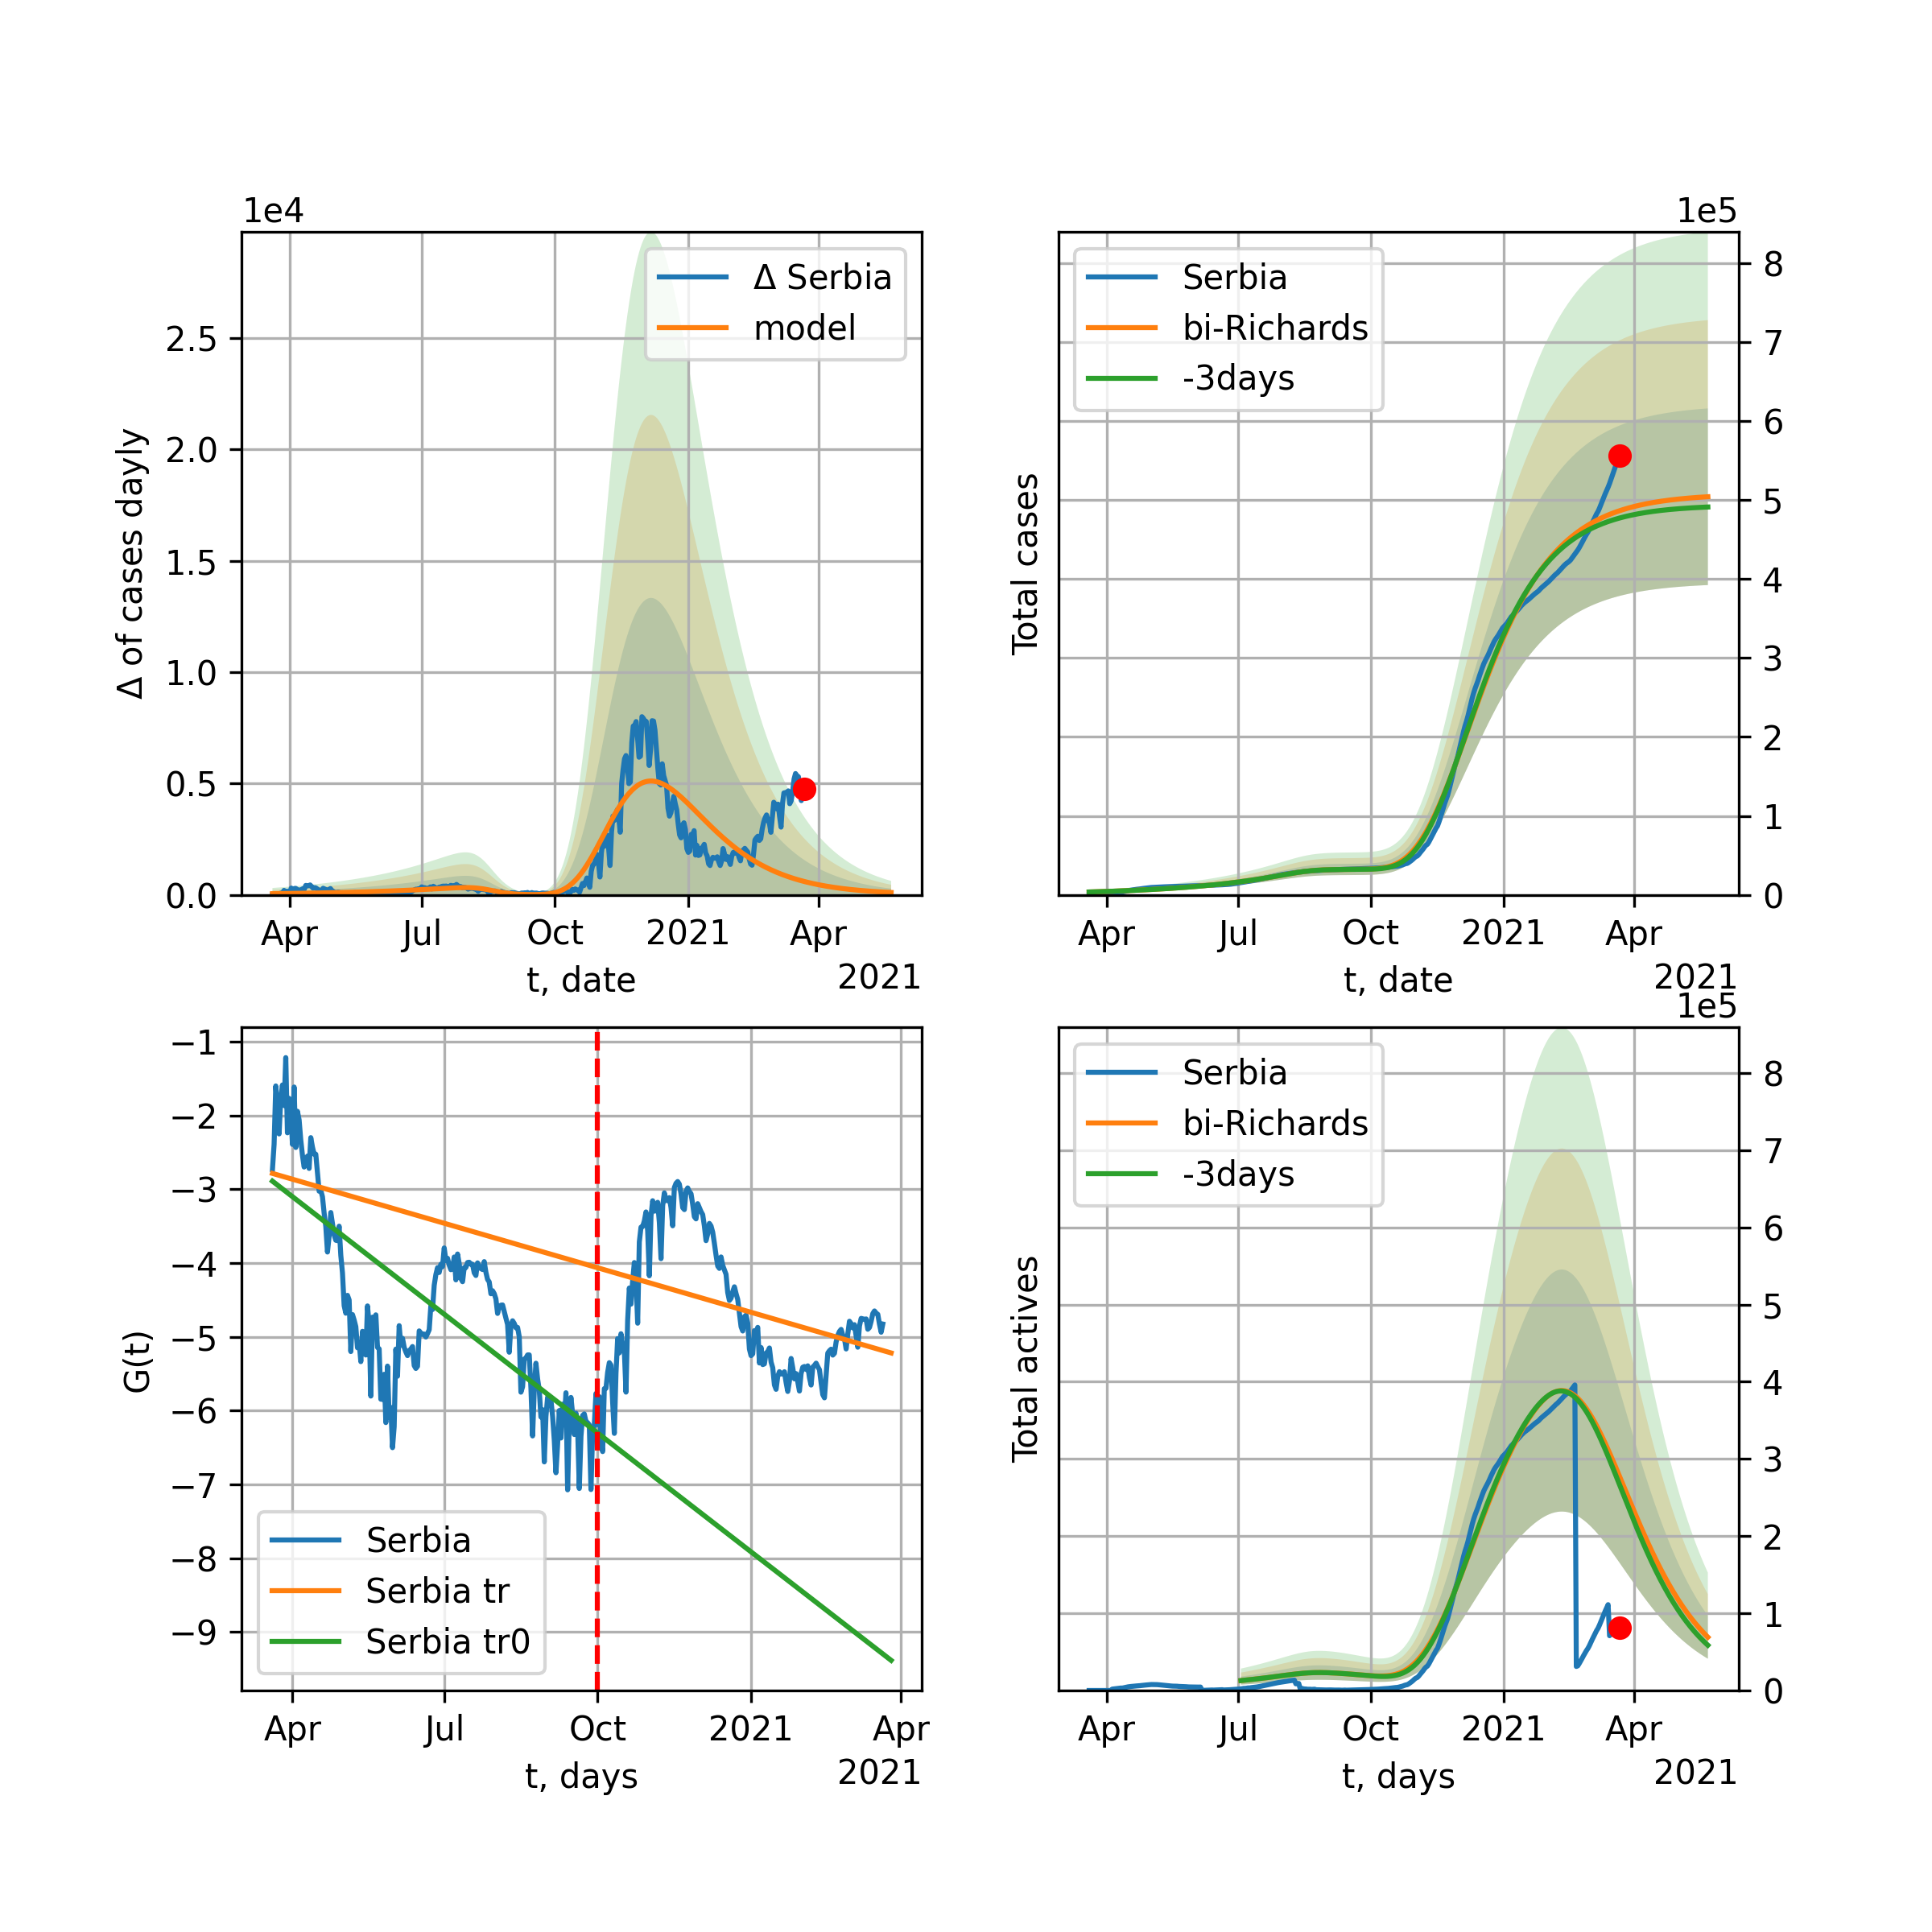 1e4
Δ of cases dayly
2.5
2.0
1.5
1.0
0.5
0.0
Δ Serbia
model
Apr Jul Oct 2021 Apr
t, date
2021
1e5
Total cases
Serbia
bi-Richards
-3days
8
7
6
5
4
3
2
1
0
Apr Jul Oct 2021 Apr
t, date
2021
G(t)
−1
−2
−3
−4
−5
−6
−7
−8
−9
Serbia
Serbia tr
Serbia tr0
Apr Jul Oct 2021 Apr
t, days
2021
1e5
Total actives
Serbia
bi-Richards
-3days
8
7
6
5
4
3
2
1
0
Apr Jul Oct 2021 Apr
t, days
2021